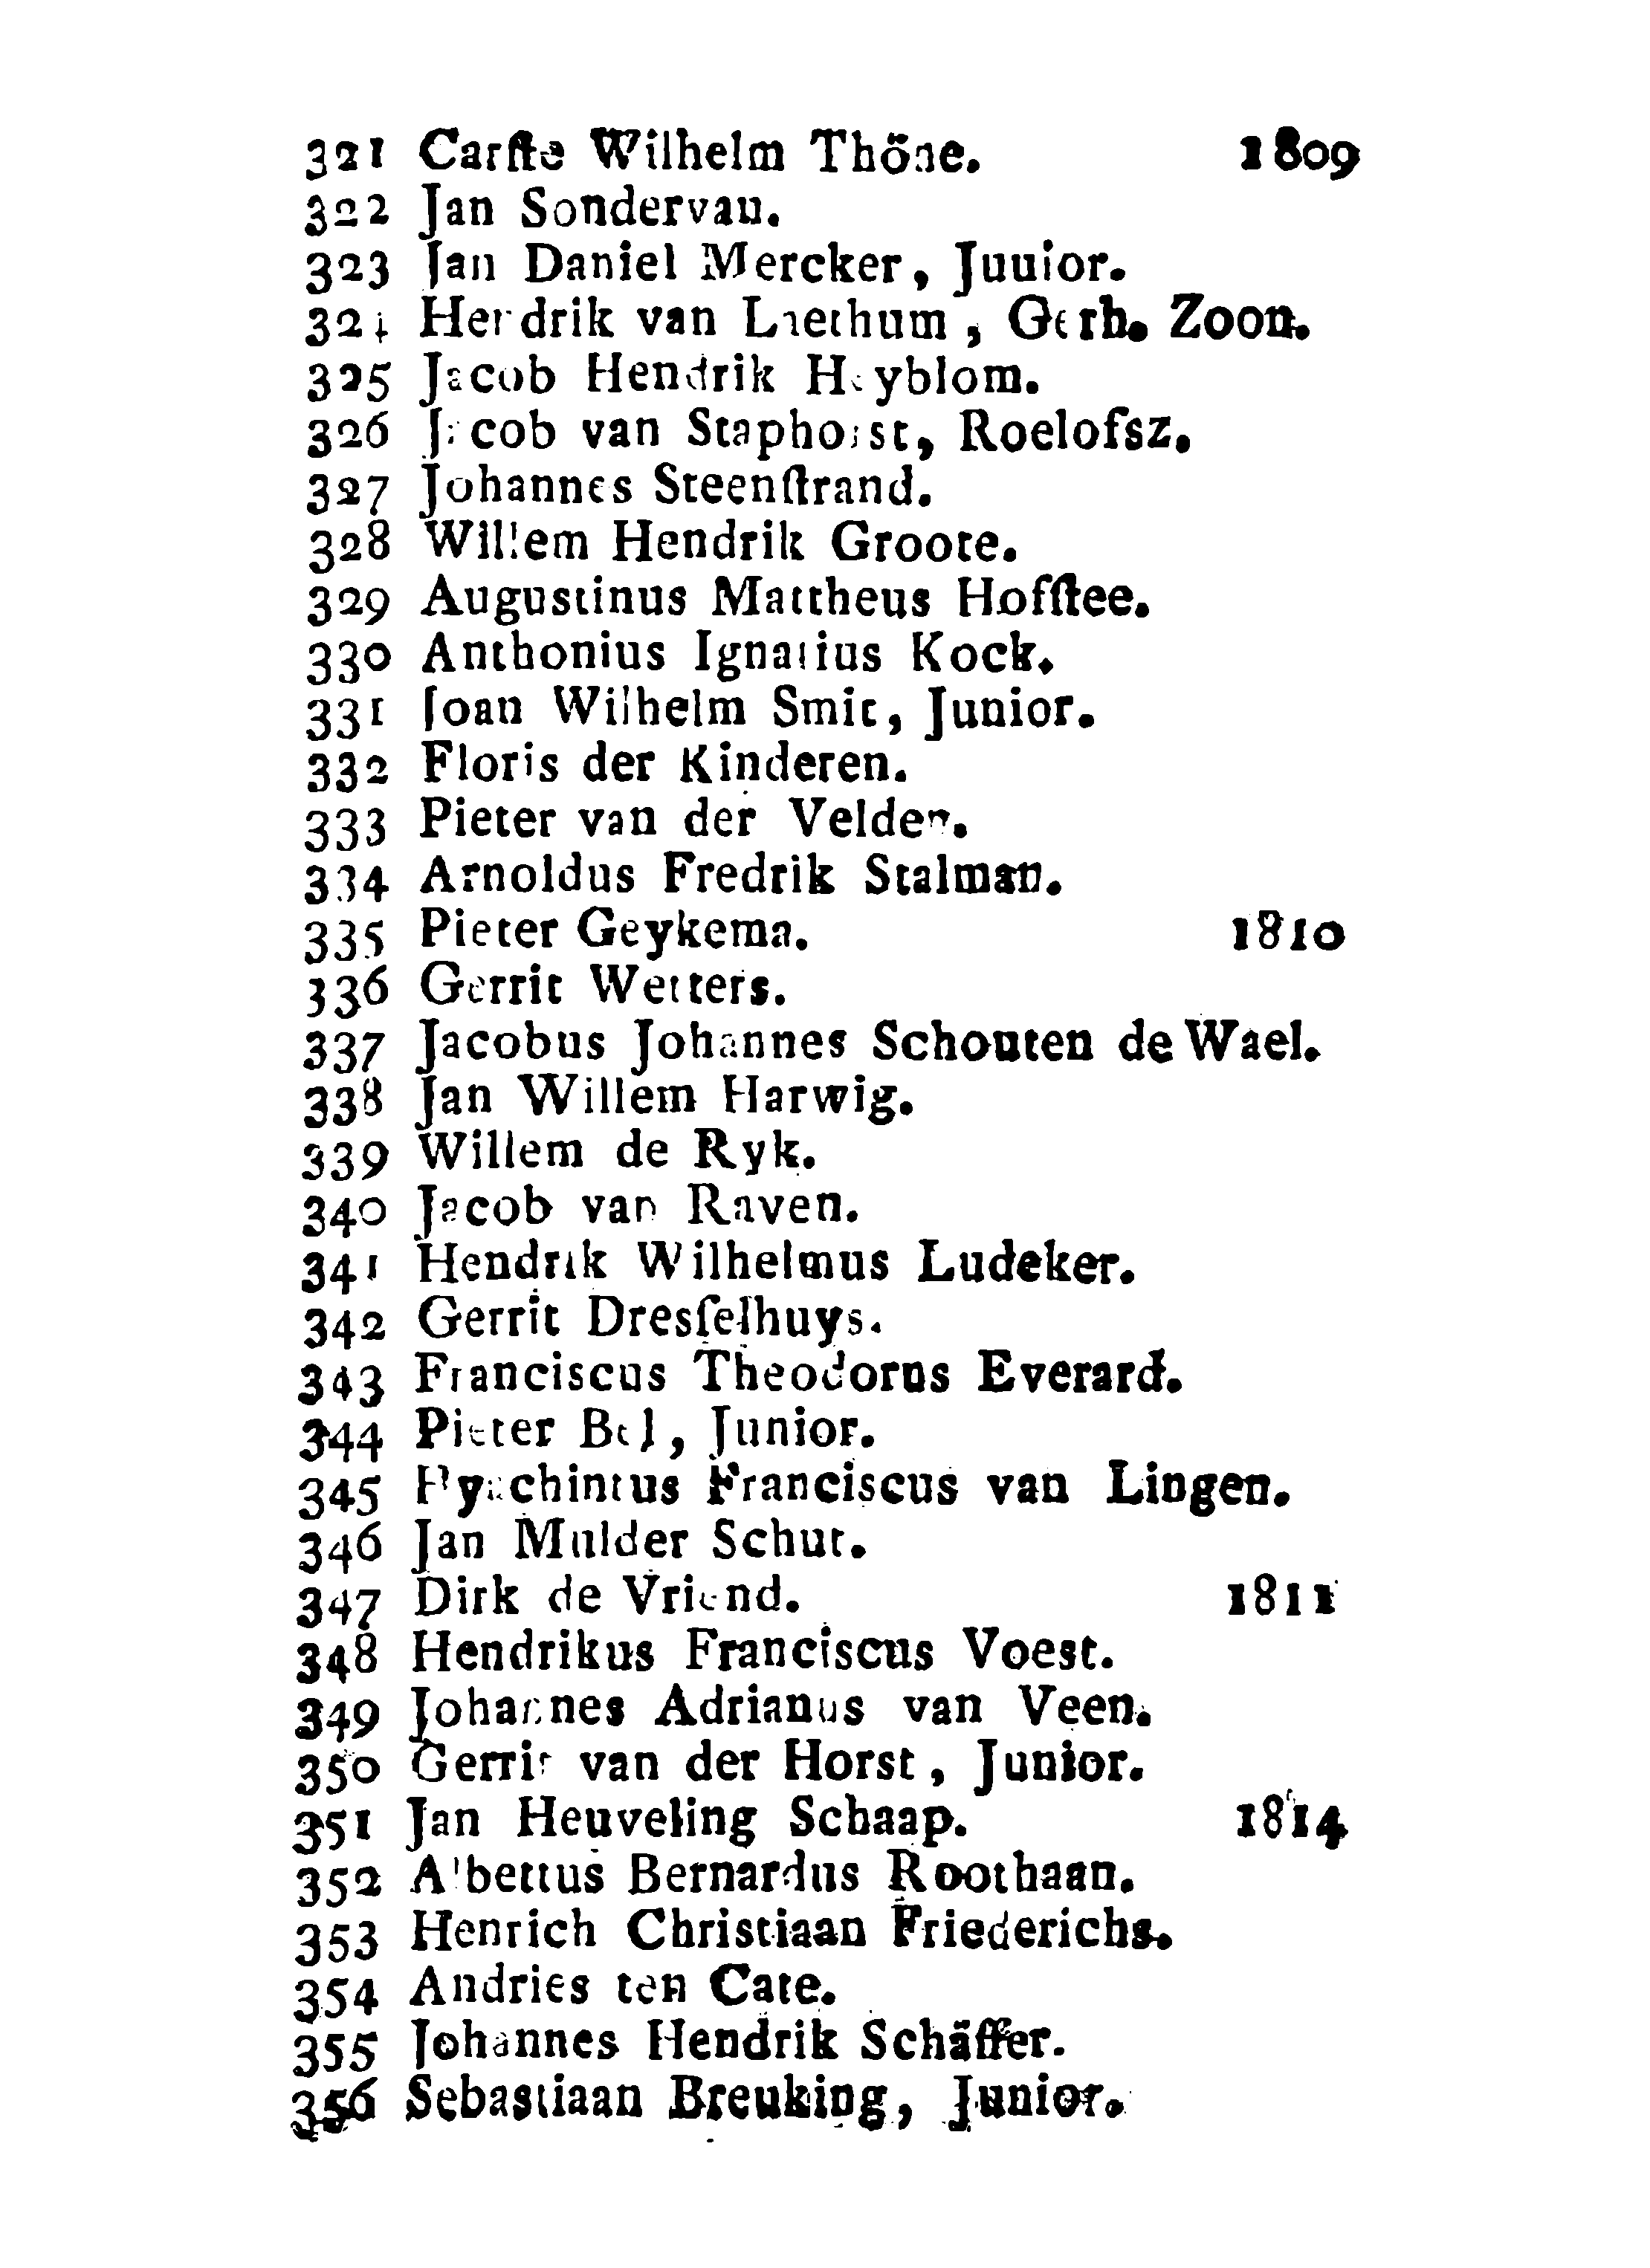 321 Carſte Wilhelm Thöne. 1809
322 Jan Sondervan.
323 Jan Daniel Mercker, Juuior.
324 Hendrik van Lrethum, Gerh. Zoon.
325 Jacob Hendrik Heyblom.
326 Jacob van Staphorst, Roelofsz.
327 Johannes Steenſtrand.
328 Willem Hendrik Groote.
329 Augustinus Mattheus Hofſtee.
330 Anthonius Ignatius Kock.
331 Joan Wilhelm Smit, Junior.
332 Floris der Kinderen.
333 Pieter van der Velden.
334 Arnoldus Fredrik Stalman.
335 Pieter Geykema. 1810
336 Gerrit Wetters.
337 Jacobus Johannes Schouten de Wael.
338 Jan Willem Harwig.
339 Willem de Ryk.
340 Jacob van Raven.
341 Hendrik Wilhelmus Ludeker.
342 Gerrit Dresſelhuys.
343 Franciscus Theodorus Everard.
344 Pieter Bel, Junior.
345 Hyachintus Franciscus van Lingen.
346 Jan Mulder Schut.
347 Dirk de Vriend. 1811
348 Hendrikus Franciscus Voest.
349 Johannes Adrianus van Veen.
350 Gerrit van der Horst, Junior.
351 Jan Heuveling Schaap. 1814
352 Albettus Bernardus Roothaan.
353 Henrich Christiaan Friederichs.
354 Andries ten Cate.
355 Johannes Hendrik Schäffer.
356 Sebastiaan Breuking, Junior.